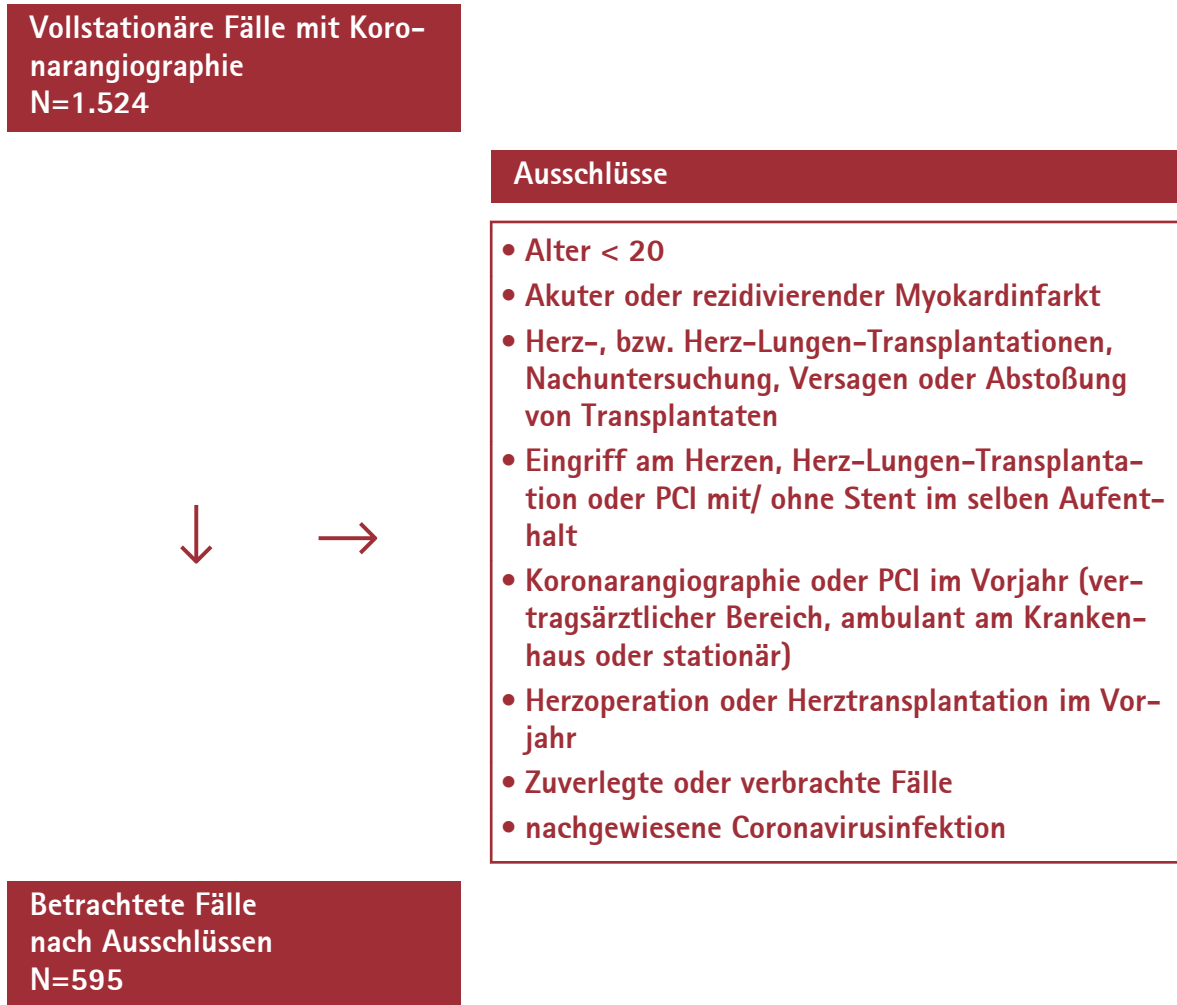 Vollstationäre Fälle mit Koro-
narangiographie
N=1.524
Ausschlüsse
• Alter < 20
• Akuter oder rezidivierender Myokardinfarkt
• Herz-, bzw. Herz-Lungen-Transplantationen,
Nachuntersuchung, Versagen oder Abstoßung
von Transplantaten
• Eingriff am Herzen, Herz-Lungen-Transplanta-
tion oder PCI mit/ ohne Stent im selben Aufent-
halt
• Koronarangiographie oder PCI im Vorjahr (ver-
tragsärztlicher Bereich, ambulant am Kranken-
haus oder stationär)
• Herzoperation oder Herztransplantation im Vor-
jahr
• Zuverlegte oder verbrachte Fälle
• nachgewiesene Coronavirusinfektion
Betrachtete Fälle
nach Ausschlüssen
N=595